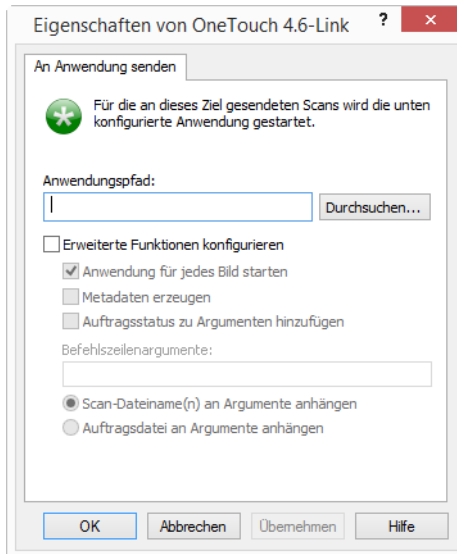 Eigenschaften von OneTouch 4.6-Link
?
An Anwendung senden
Für die an dieses Ziel gesendeten Scans wird die unten
konfigurierte Anwendung gestartet.
Anwendungspfad:
Durchsuchen...
Erweiterte Funktionen konfigurieren
Anwendung für jedes Bild starten
Metadaten erzeugen
Auftragsstatus zu Argumenten hinzufügen
Befehlszeilenargumente:
Scan-Dateiname(n) an Argumente anhängen
Auftragsdatei an Argumente anhängen
OK Abbrechen Übernehmen Hilfe